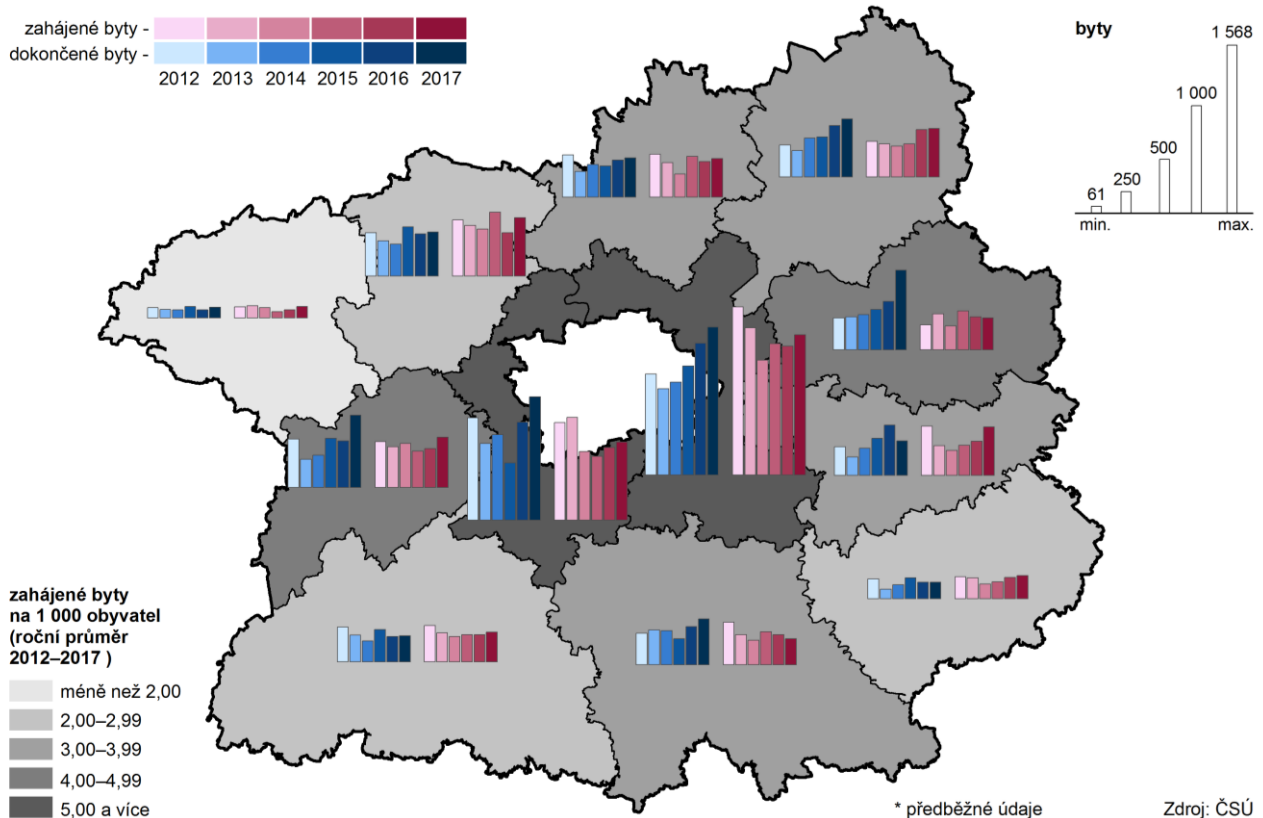 zahájené byty -
dokončené byty -
2012 2013 2014 2015 2016 2017
byty
1 568
1 000
500
250
61
min. max.
zahájené byty
na 1 000 obyvatel
(roční průměr
2012–2017 )
méně než 2,00
2,00–2,99
3,00–3,99
4,00–4,99
5,00 a více
* předběžné údaje
Zdroj: ČSÚ